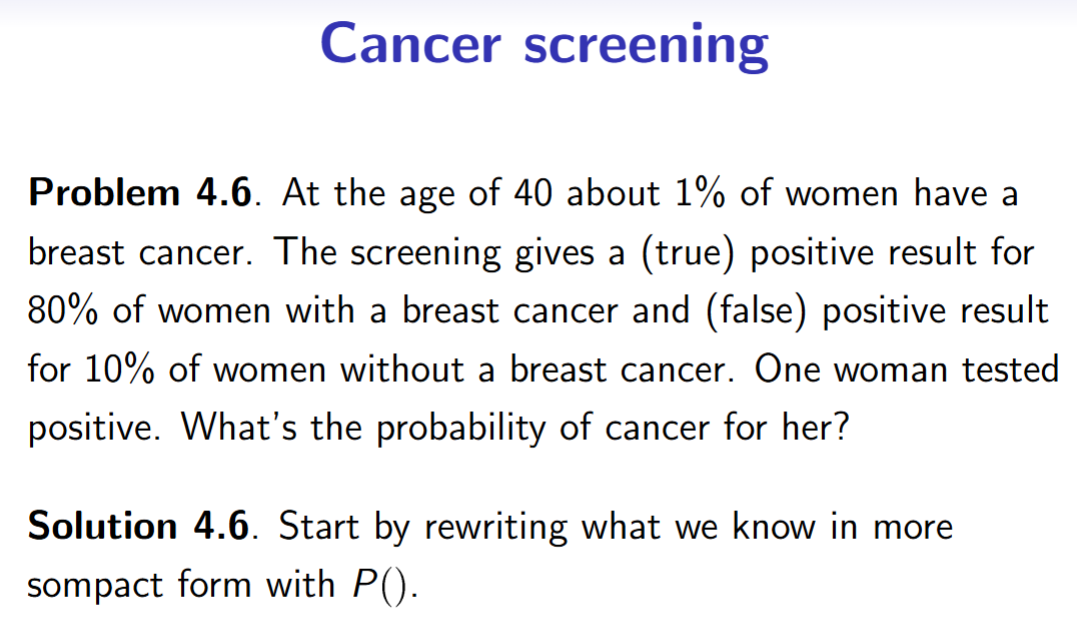 Cancer screening
Problem 4.6. At the age of 40 about 1% of women have a
breast cancer. The screening gives a (true) positive result for
80% of women with a breast cancer and (false) positive result
for 10% of women without a breast cancer. One woman tested
positive. What's the probability of cancer for her?
Solution 4.6. Start by rewriting what we know in more
sompact form with P().